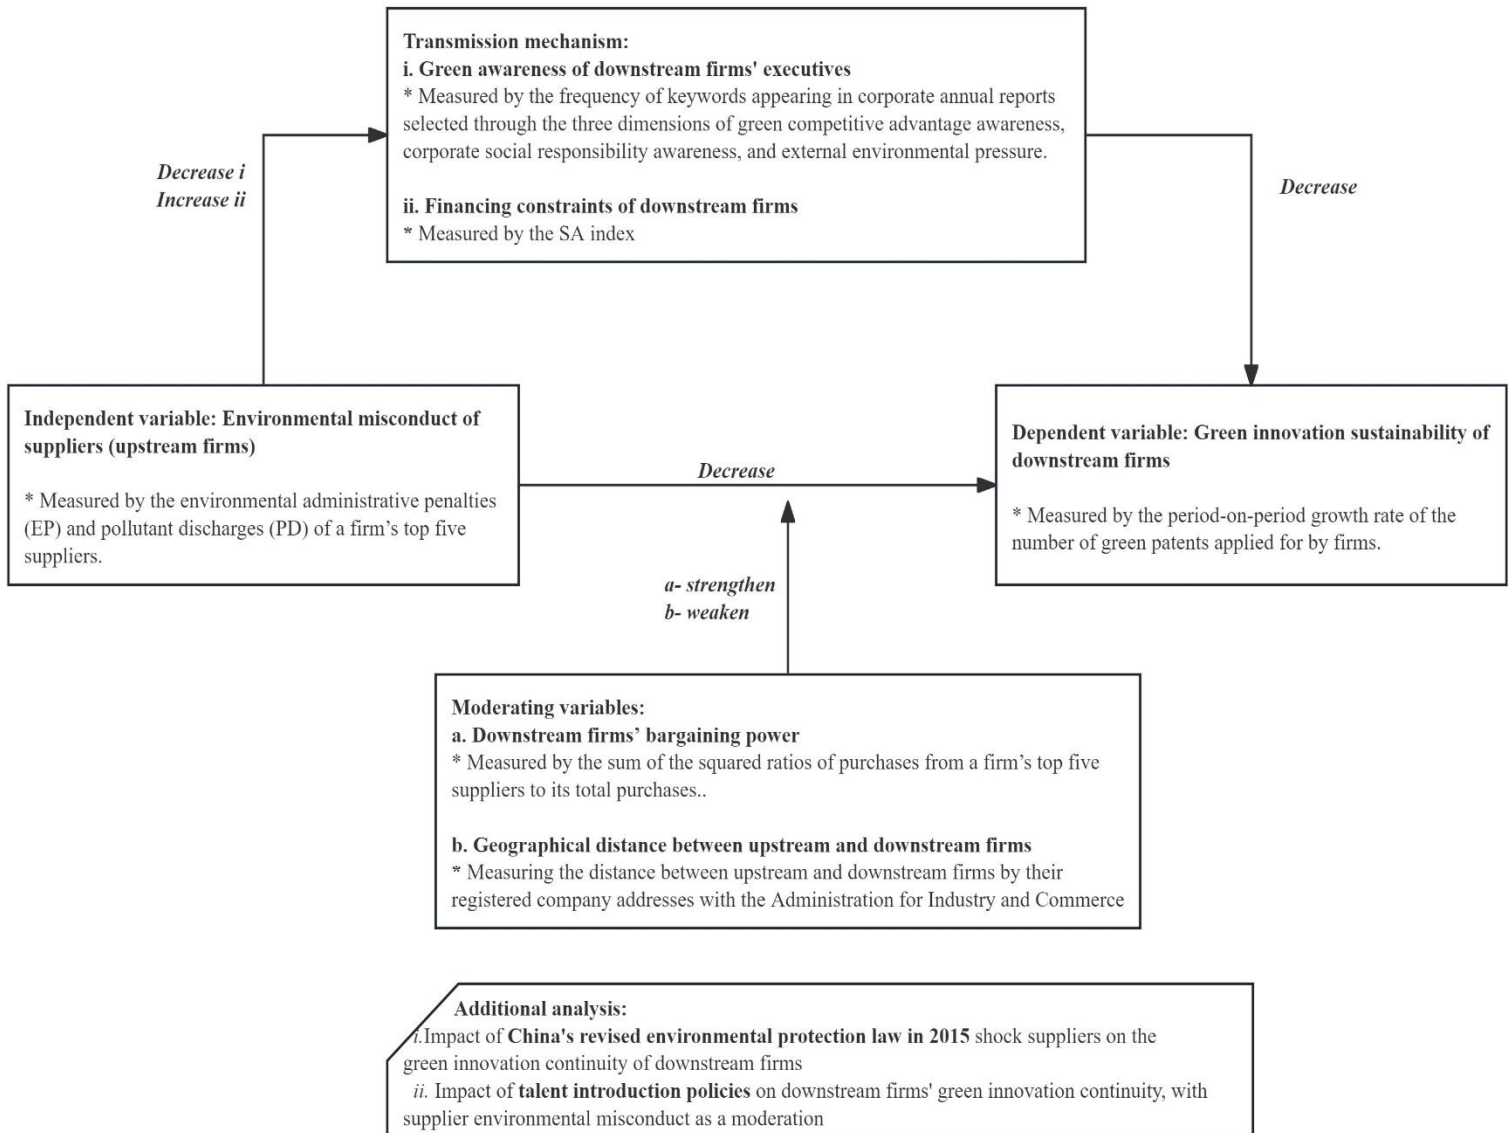 Transmission mechanism:
i. Green awareness of downstream firms' executives
* Measured by the frequency of keywords appearing in corporate annual reports
selected through the three dimensions of green competitive advantage awareness,
corporate social responsibility awareness, and external environmental pressure.
ii. Financing constraints of downstream firms
* Measured by the SA index
Decrease i
Increase ii
Decrease
Independent variable: Environmental misconduct of
suppliers (upstream firms)
* Measured by the environmental administrative penalties
(EP) and pollutant discharges (PD) of a firm's top five
suppliers.
Decrease
Dependent variable: Green innovation sustainability of
downstream firms
* Measured by the period-on-period growth rate of the
number of green patents applied for by firms.
a- strengthen
b- weaken
Moderating variables:
a. Downstream firms’ bargaining power
* Measured by the sum of the squared ratios of purchases from a firm’s top five
suppliers to its total purchases..
b. Geographical distance between upstream and downstream firms
* Measuring the distance between upstream and downstream firms by their
registered company addresses with the Administration for Industry and Commerce
Additional analysis:
i.Impact of China's revised environmental protection law in 2015 shock suppliers on the
green innovation continuity of downstream firms
ii. Impact of talent introduction policies on downstream firms' green innovation continuity, with
supplier environmental misconduct as a moderation